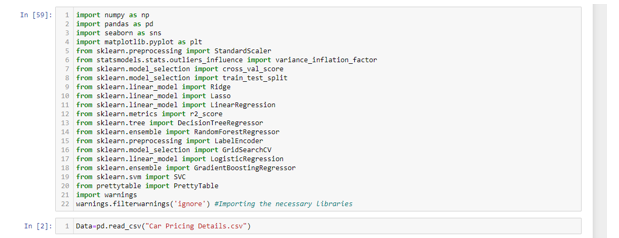 In [59]:
1 import numpy as np
2 import pandas as pd
3 import seaborn as sns
4 import matplotlib.pyplot as plt
5 from sklearn.preprocessing import StandardScaler
6 from statsmodels.stats.outliers_influence import variance_inflation_factor
7 from sklearn.model_selection import cross_val_score
8 from sklearn.model_selection import train_test_split
9 from sklearn.linear_model import Ridge
10 from sklearn.linear_model import Lasso
11 from sklearn.linear_model import LinearRegression
12 from sklearn.metrics import r2_score
13 from sklearn.tree import DecisionTreeRegressor
14 from sklearn.ensemble import RandomForestRegressor
15 from sklearn.preprocessing import LabelEncoder
16 from sklearn.model_selection import GridSearchCV
17 from sklearn.linear_model import LogisticRegression
18 from sklearn.ensemble import GradientBoostingRegressor
19 from sklearn.svm import SVC
20 from prettytable import PrettyTable
21 import warnings
22 warnings.filterwarnings('ignore') #Importing the necessary libraries
In [2]:
1 Data=pd.read_csv("Car Pricing Details.csv")